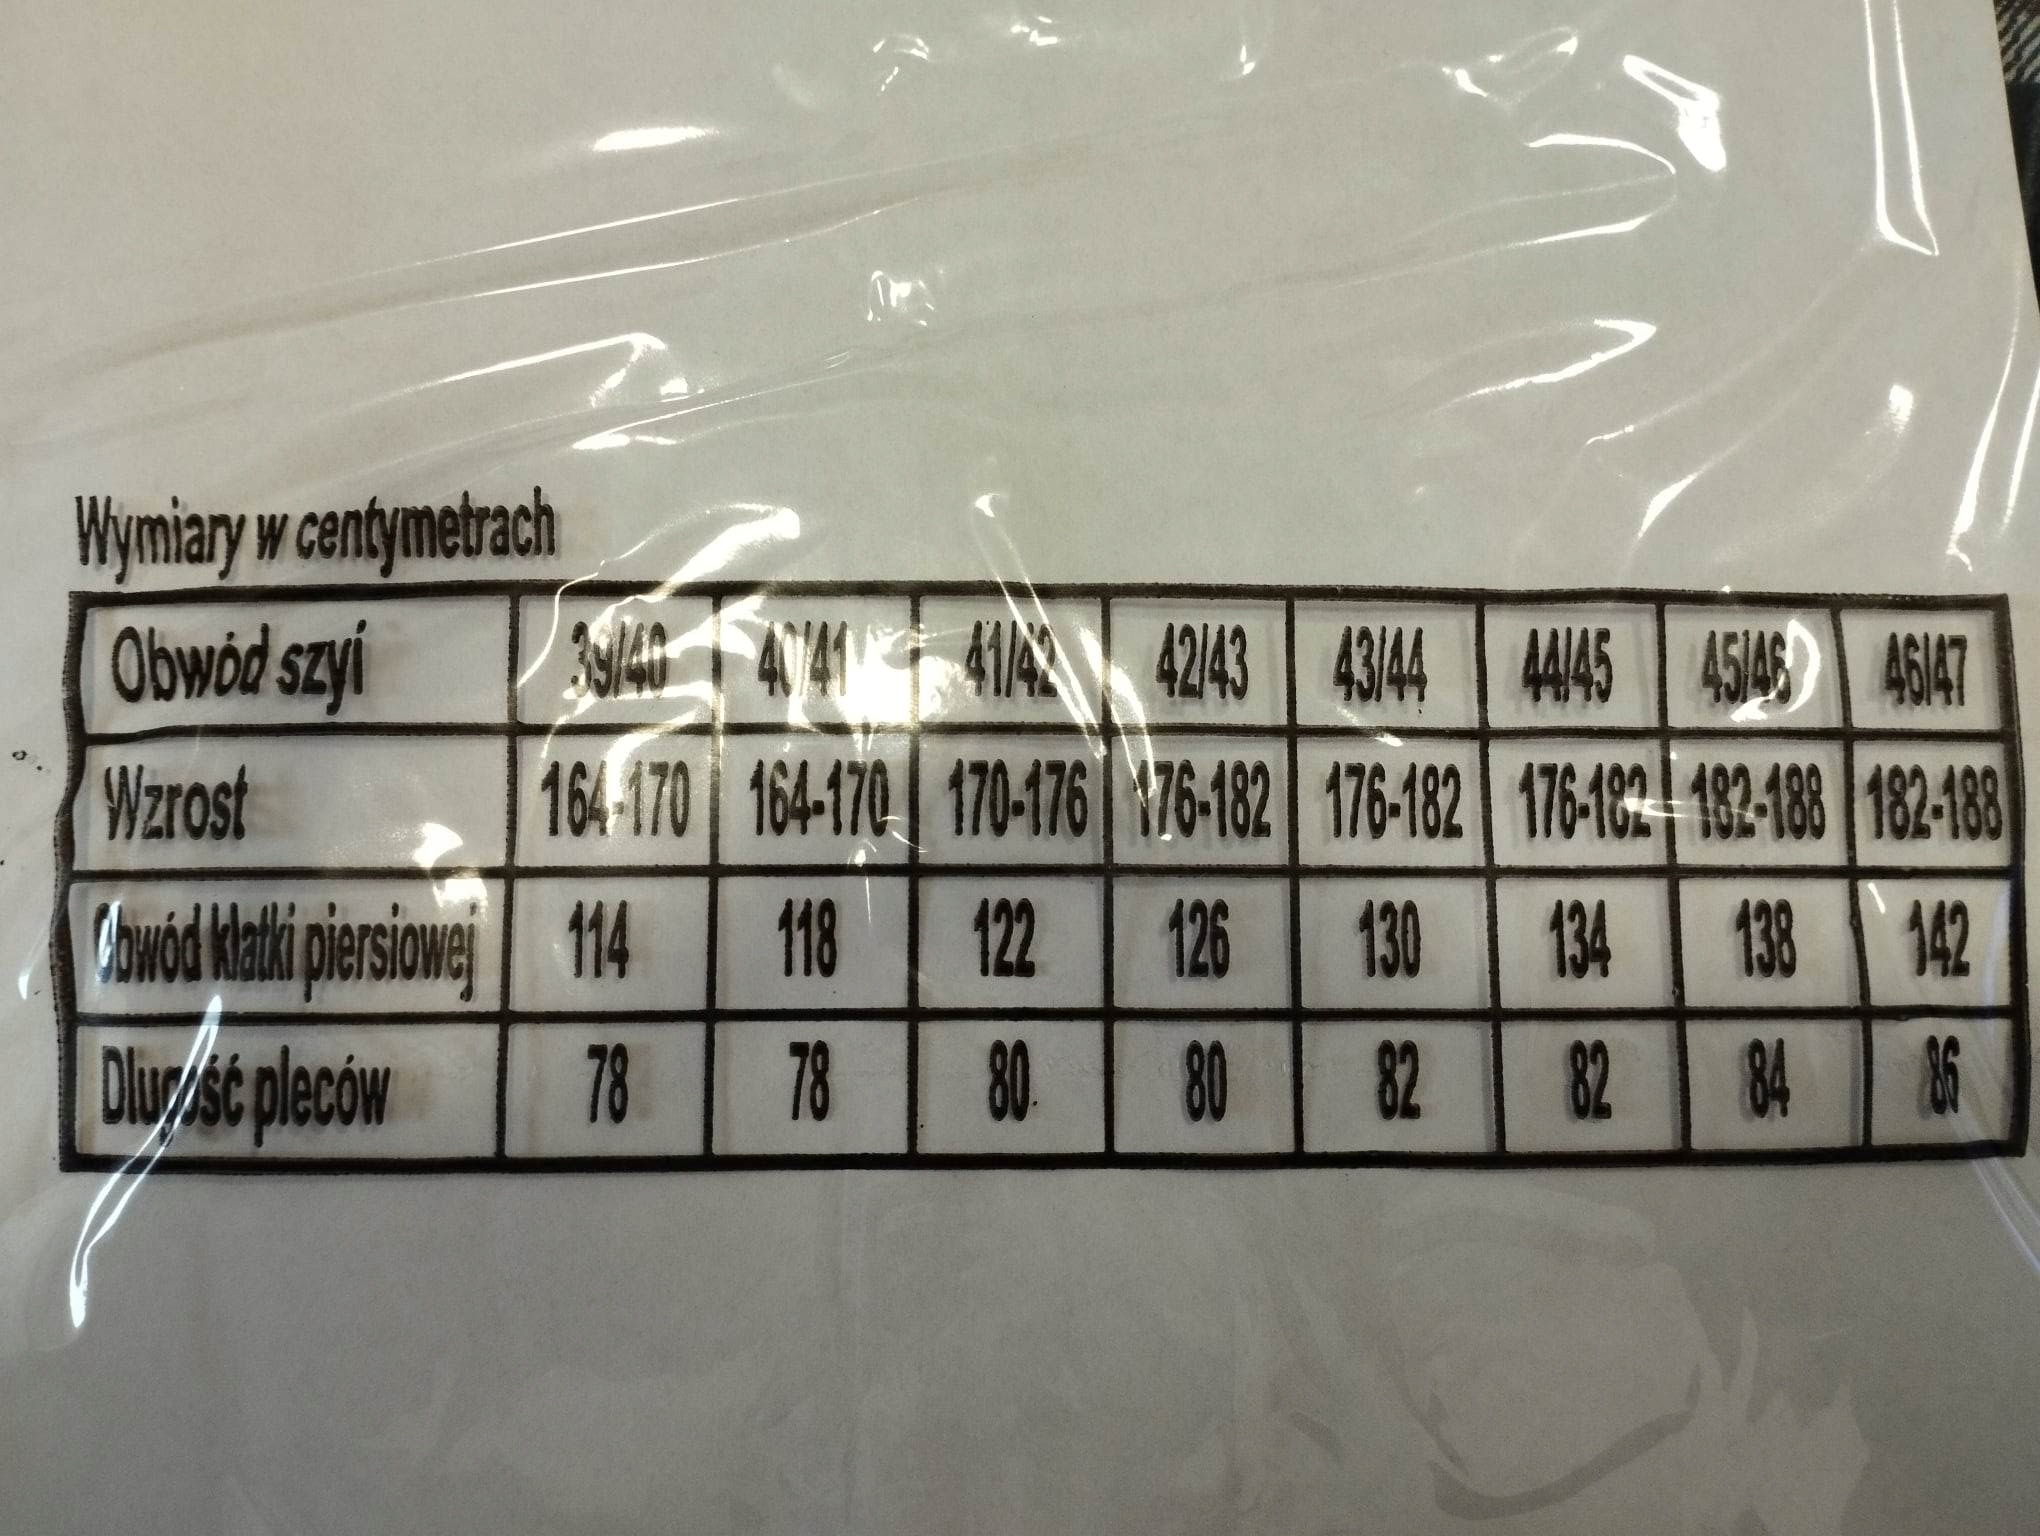 Wymiary w centymetrach
Obwód szyi 39/40 40/41 41/42 42/43 43/44 44/45 45/46 46/47
Wzrost 164-170 164-170 170-176 176-182 176-182 176-182 182-188 182-188
Obwód klatki piersiowej 114 118 122 126 130 134 138 142
Długość pleców 78 78 80 80 82 82 84 86